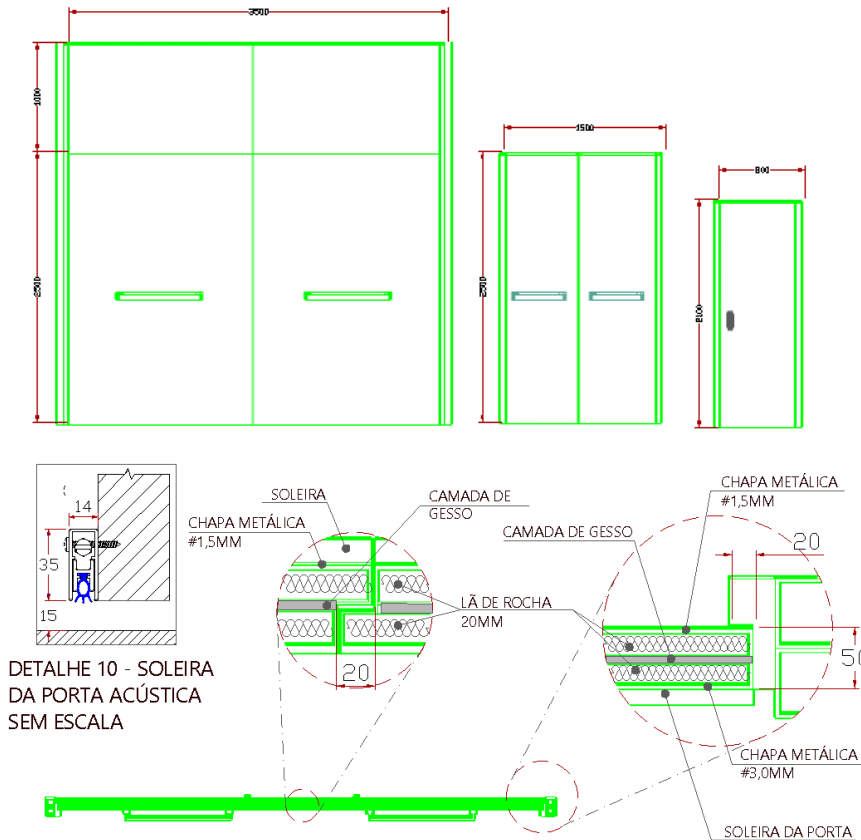 3500
1000
2500
1500
2500
800
2100
14
35
15
DETALHE 10 - SOLEIRA
DA PORTA ACÚSTICA
SEM ESCALA
SOLEIRA
CHAPA METÁLICA
#1,5MM
CAMADA DE
GESSO
LÃ DE ROCHA
20MM
20
CAMADA DE GESSO
CHAPA METÁLICA
#1,5MM
20
50
CHAPA METÁLICA
#3,0MM
SOLEIRA DA PORTA